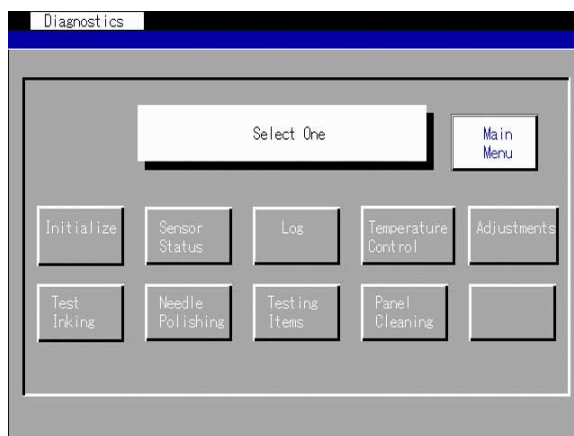 Diagnostics
Select One
Main
Menu
Initialize
Sensor
Status
Log
Temperature
Control
Adjustments
Test
Inking
Needle
Polishing
Testing
Items
Panel
Cleaning